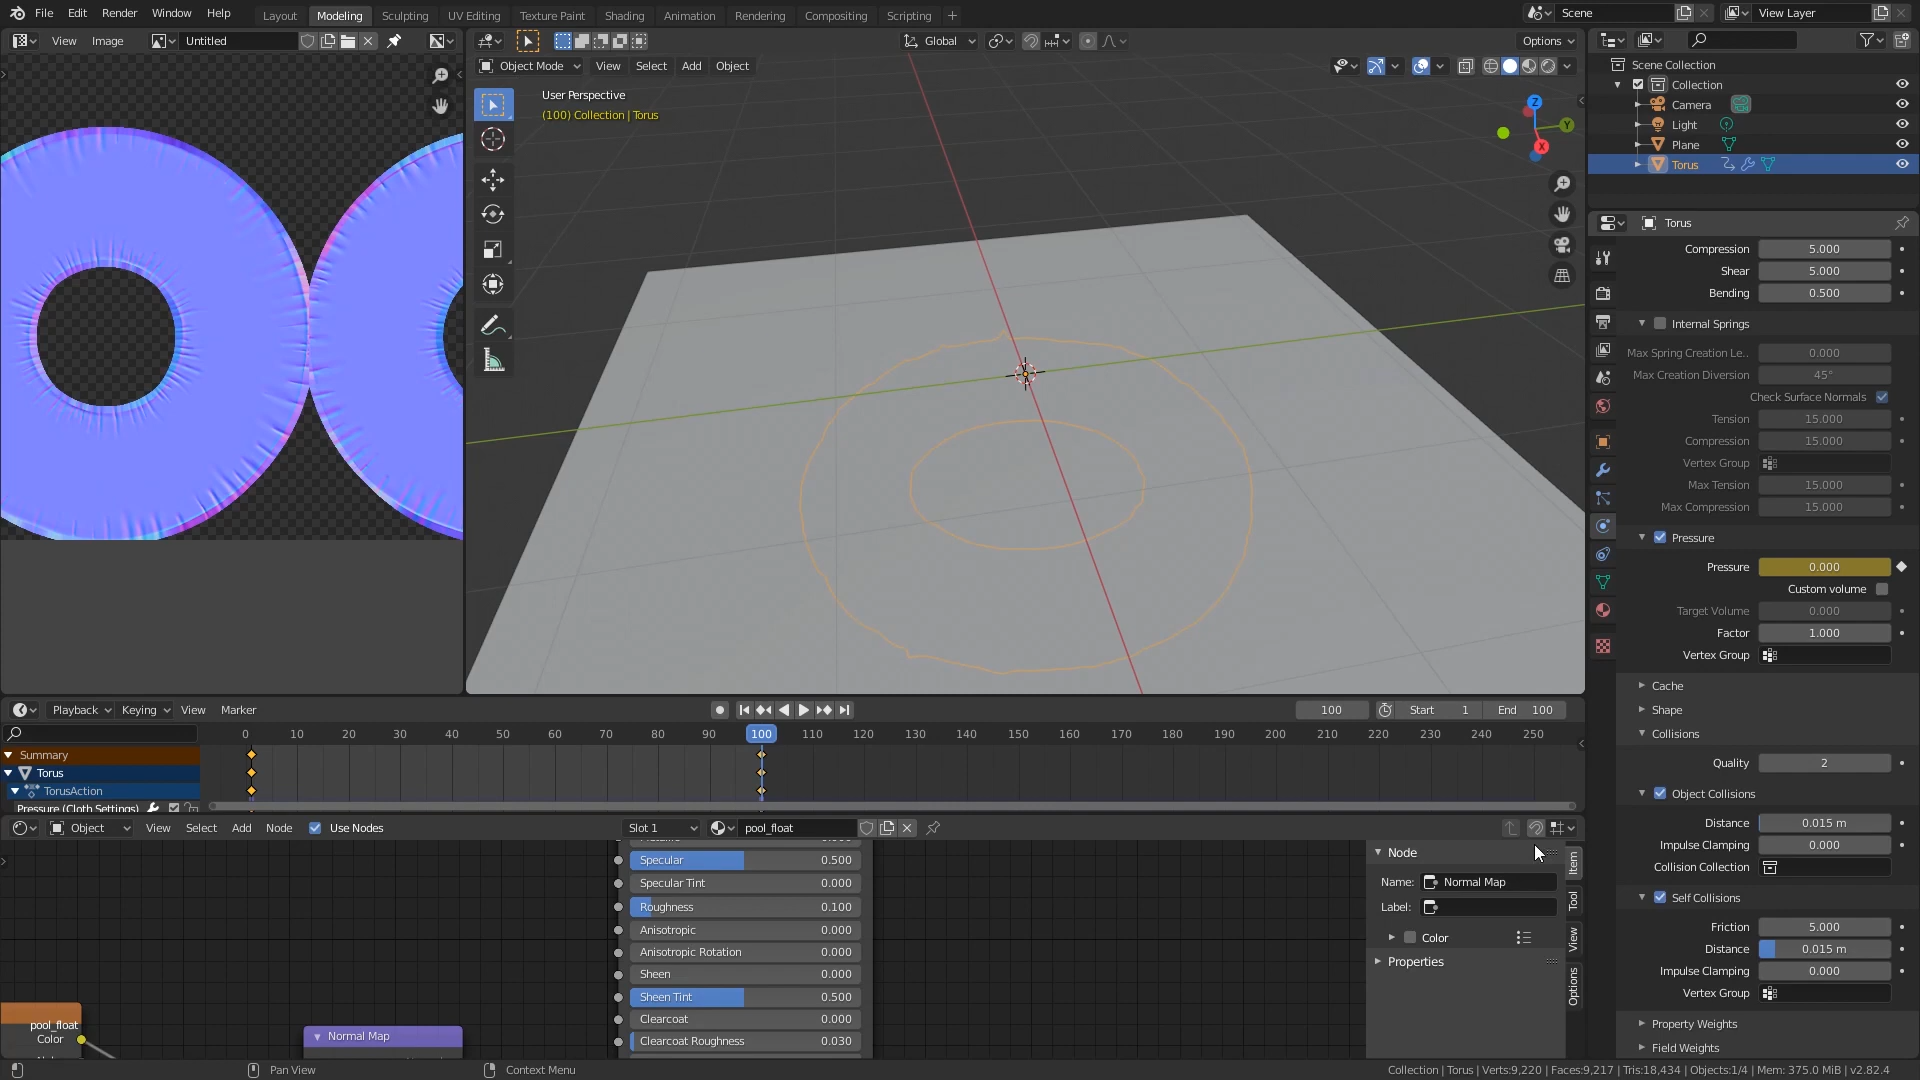 File Edit Render Window Help Layout Modeling Sculpting UV Editing Texture Paint Shading Animation Rendering Compositing Scripting + Scene View Layer
View Image Untitled Global Options
Object Mode View Select Add Object
User Perspective
(100) Collection | Torus
Z
Y
X
Scene Collection
Collection
Camera
Light
Plane
Torus
Torus
Compression 5.000
Shear 5.000
Bending 0.500
Internal Springs
Max Spring Creation Le.. 0.000
Max Creation Diversion 45°
Check Surface Normals
Tension 15.000
Compression 15.000
Vertex Group
Max Tension 15.000
Max Compression 15.000
Pressure
Pressure 0.000
Custom volume
Target Volume 0.000
Factor 1.000
Vertex Group
Cache
Shape
Collisions
Quality 2
Object Collisions
Distance 0.015 m
Impulse Clamping 0.000
Collision Collection
Self Collisions
Friction 5.000
Distance 0.015 m
Impulse Clamping 0.000
Vertex Group
Property Weights
Field Weights
Playback Keying View Marker 100 Start 1 End 100
0 10 20 30 40 50 60 70 80 90 100 110 120 130 140 150 160 170 180 190 200 210 220 230 240 250
Summary
Torus
TorusAction
Pressure (Cloth Settings)
Object View Select Add Node Use Nodes Slot 1 pool_float
Specular 0.500
Specular Tint 0.000
Roughness 0.100
Anisotropic 0.000
Anisotropic Rotation 0.000
Sheen 0.000
Sheen Tint 0.500
Clearcoat 0.000
Clearcoat Roughness 0.030
pool_float
Color
Normal Map
Node
Name: Normal Map
Label:
Color
Properties
Item
Tool
View
Options
Pan View Context Menu Collection | Torus | Verts:9,220 | Faces:9,217 | Tris:18,434 | Objects:1/4 | Mem: 375.0 MiB | v2.82.4